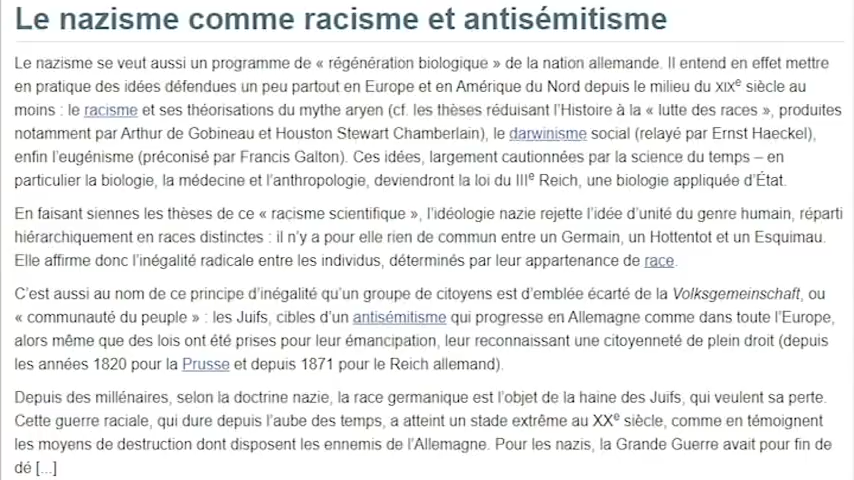 Le nazisme comme racisme et antisémitisme
Le nazisme se veut aussi un programme de « régénération biologique » de la nation allemande. Il entend en effet mettre
en pratique des idées défendues un peu partout en Europe et en Amérique du Nord depuis le milieu du XIXe siècle au
moins : le racisme et ses théorisations du mythe aryen (cf. les thèses réduisant l’Histoire à la « lutte des races », produites
notamment par Arthur de Gobineau et Houston Stewart Chamberlain), le darwinisme social (relayé par Ernst Haeckel),
enfin l’eugénisme (préconisé par Francis Galton). Ces idées, largement cautionnées par la science du temps – en
particulier la biologie, la médecine et l’anthropologie, deviendront la loi du IIIe Reich, une biologie appliquée d’État.
En faisant siennes les thèses de ce « racisme scientifique », l’idéologie nazie rejette l’idée d’unité du genre humain, réparti
hiérarchiquement en races distinctes : il n’y a pour elle rien de commun entre un Germain, un Hottentot et un Esquimau.
Elle affirme donc l’inégalité radicale entre les individus, déterminés par leur appartenance de race.
C’est aussi au nom de ce principe d’inégalité qu’un groupe de citoyens est d’emblée écarté de la Volksgemeinschaft, ou
« communauté du peuple » : les Juifs, cibles d’un antisémitisme qui progresse en Allemagne comme dans toute l’Europe,
alors même que des lois ont été prises pour leur émancipation, leur reconnaissant une citoyenneté de plein droit (depuis
les années 1820 pour la Prusse et depuis 1871 pour le Reich allemand).
Depuis des millénaires, selon la doctrine nazie, la race germanique est l’objet de la haine des Juifs, qui veulent sa perte.
Cette guerre raciale, qui dure depuis l’aube des temps, a atteint un stade extrême au XXe siècle, comme en témoignent
les moyens de destruction dont disposent les ennemis de l’Allemagne. Pour les nazis, la Grande Guerre avait pour fin de
dé [...]